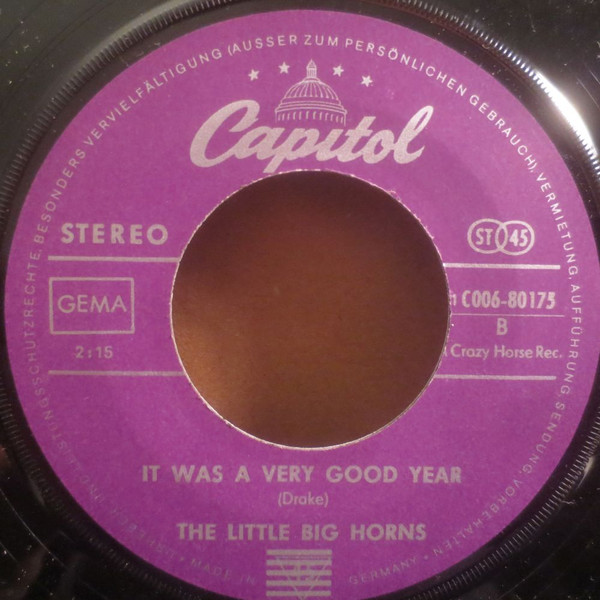 BESONDERS VERVIELFÄLTIGUNG (AUSSER ZUM PERSÖNLICHEN GEBRAUCH), VERMIETUNG, AUFFÜHRUNG, SENDUNG, VORBEHALTEN • MADE IN GERMANY
Capitol
STEREO
ST 45
GEMA
C006-80175
B
2:15
Crazy Horse Rec.
IT WAS A VERY GOOD YEAR
(Drake)
THE LITTLE BIG HORNS